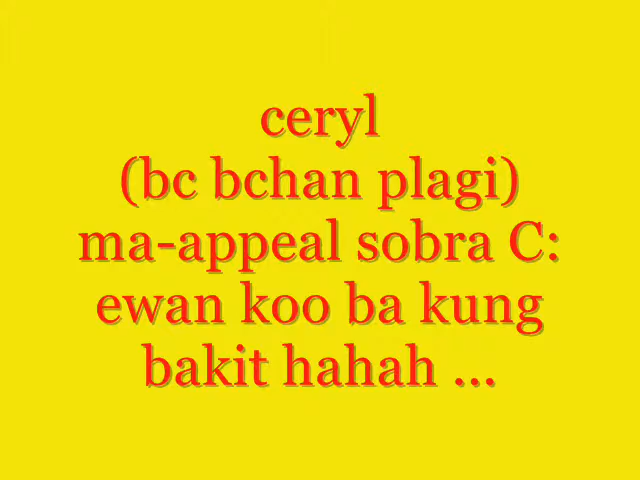 ceryl
(bc bchan plagi)
ma-appeal sobra C:
ewan koo ba kung
bakit hahah ...